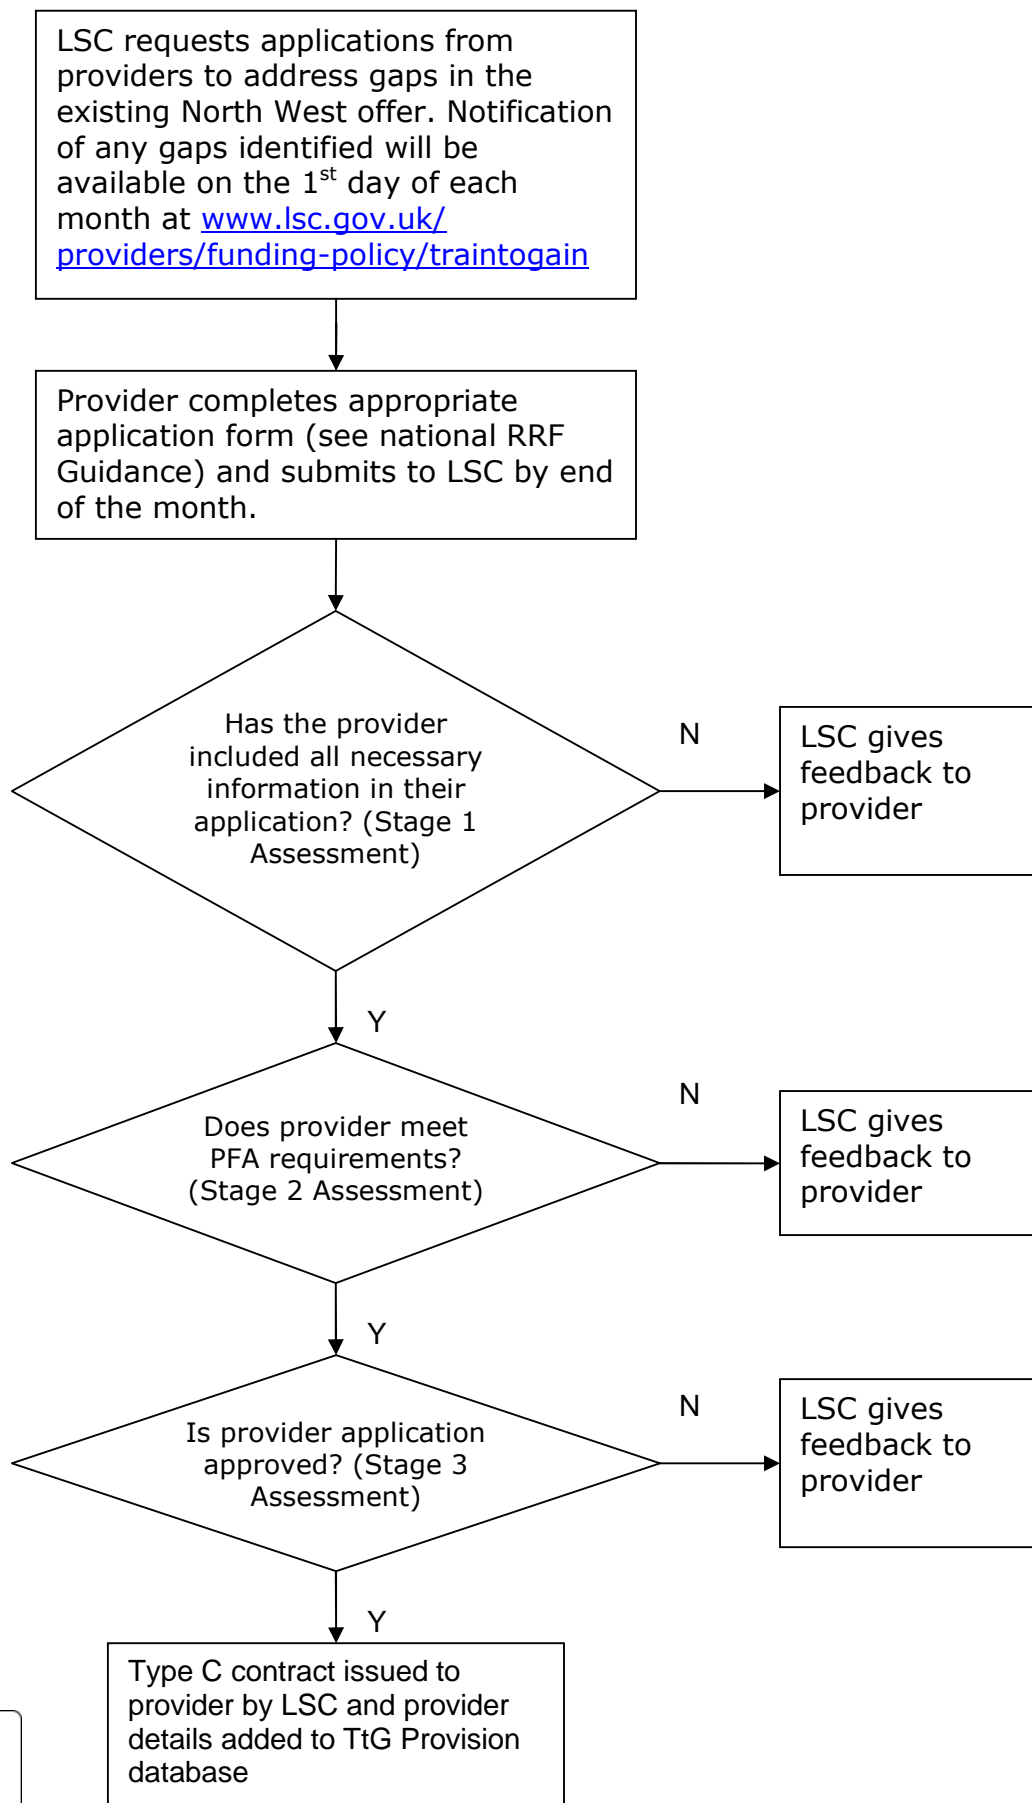 LSC requests applications from
providers to address gaps in the
existing North West offer. Notification
of any gaps identified will be
available on the 1st day of each
month at www.lsc.gov.uk/
providers/funding-policy/traintogain
Provider completes appropriate
application form (see national RRF
Guidance) and submits to LSC by end
of the month.
Has the provider
included all necessary
information in their
application? (Stage 1
Assessment)
N
LSC gives
feedback to
provider
Y
Does provider meet
PFA requirements?
(Stage 2 Assessment)
N
LSC gives
feedback to
provider
Y
Is provider application
approved? (Stage 3
Assessment)
N
LSC gives
feedback to
provider
Y
Type C contract issued to
provider by LSC and provider
details added to TtG Provision
database